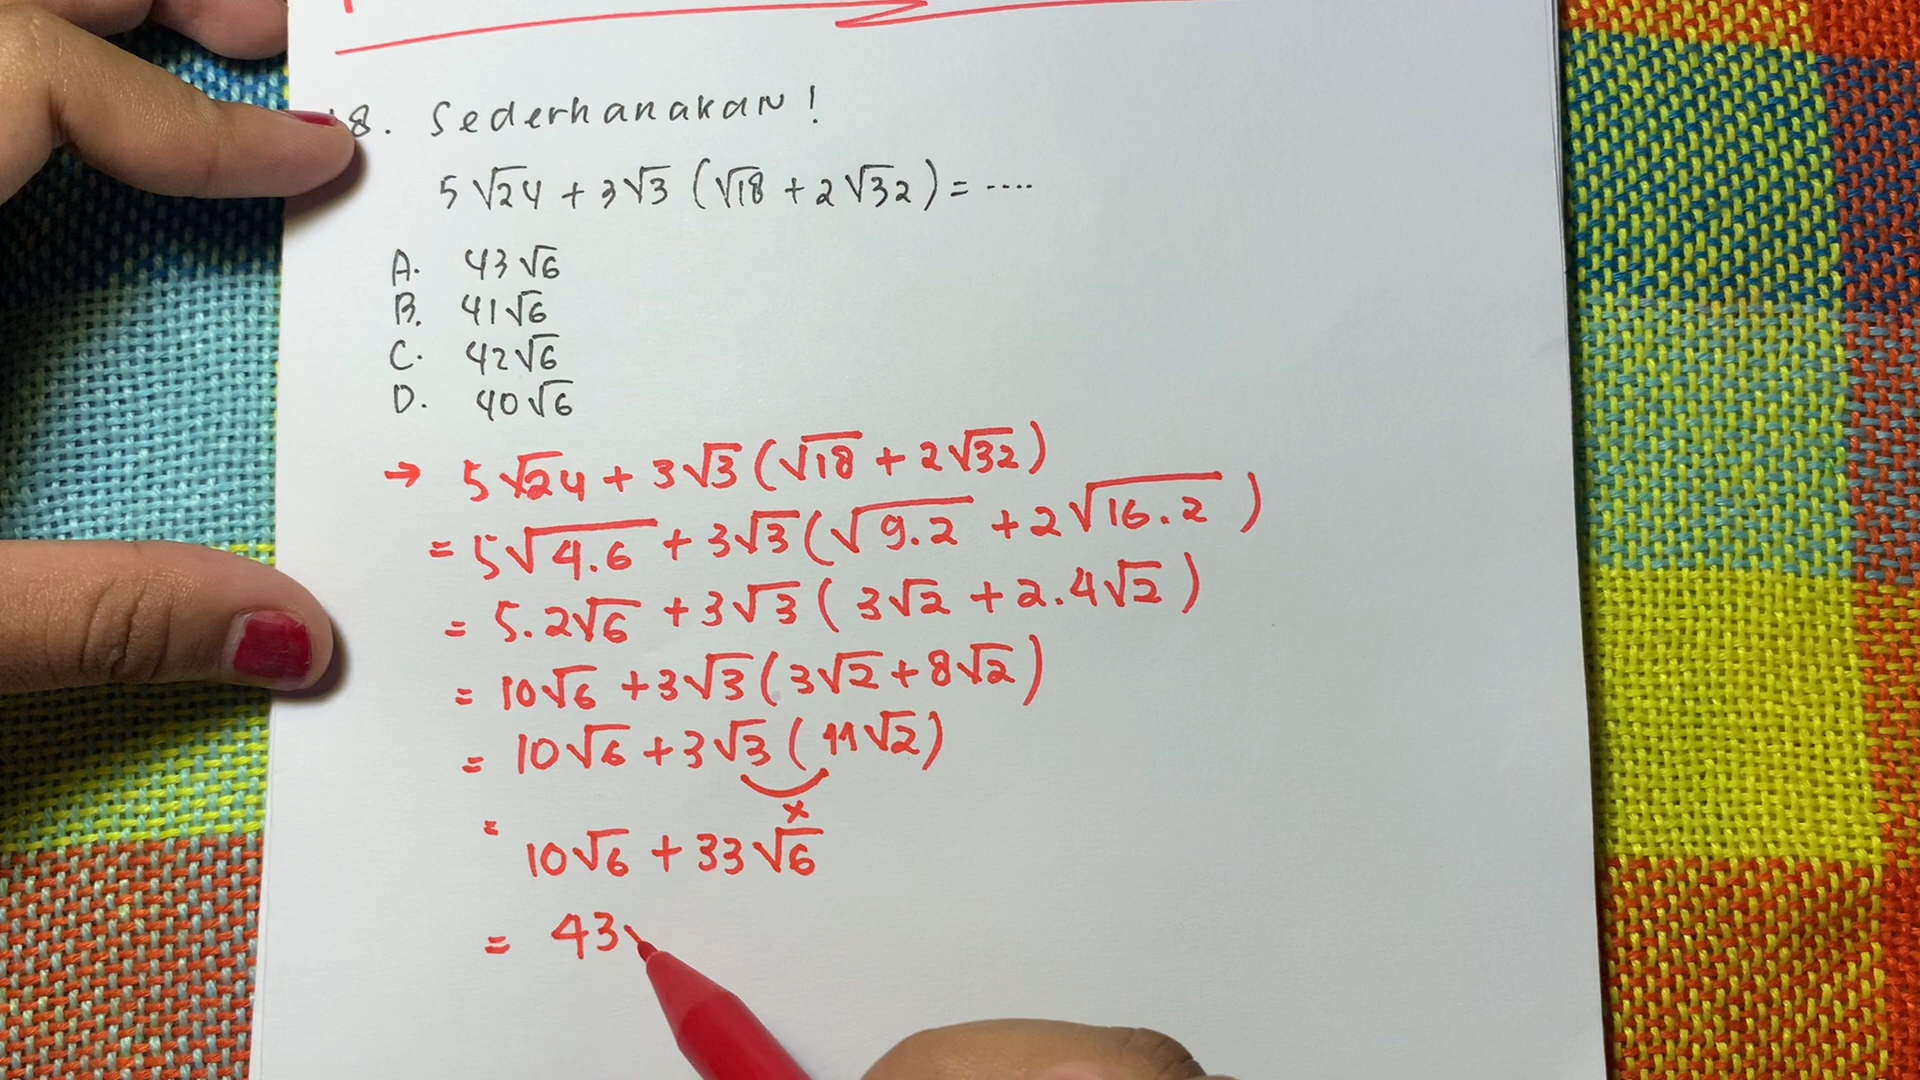 8. Sederhanakan!
5√24 + 3√3 (√18 + 2√32) = ....
A. 43√6
B. 41√6
C. 42√6
D. 40√6
→ 5√24 + 3√3 (√18 + 2√32)
= 5√4.6 + 3√3 (√9.2 + 2√16.2)
= 5.2√6 + 3√3 (3√2 + 2.4√2)
= 10√6 + 3√3 (3√2 + 8√2)
= 10√6 + 3√3 (11√2)
x
= 10√6 + 33√6
= 43